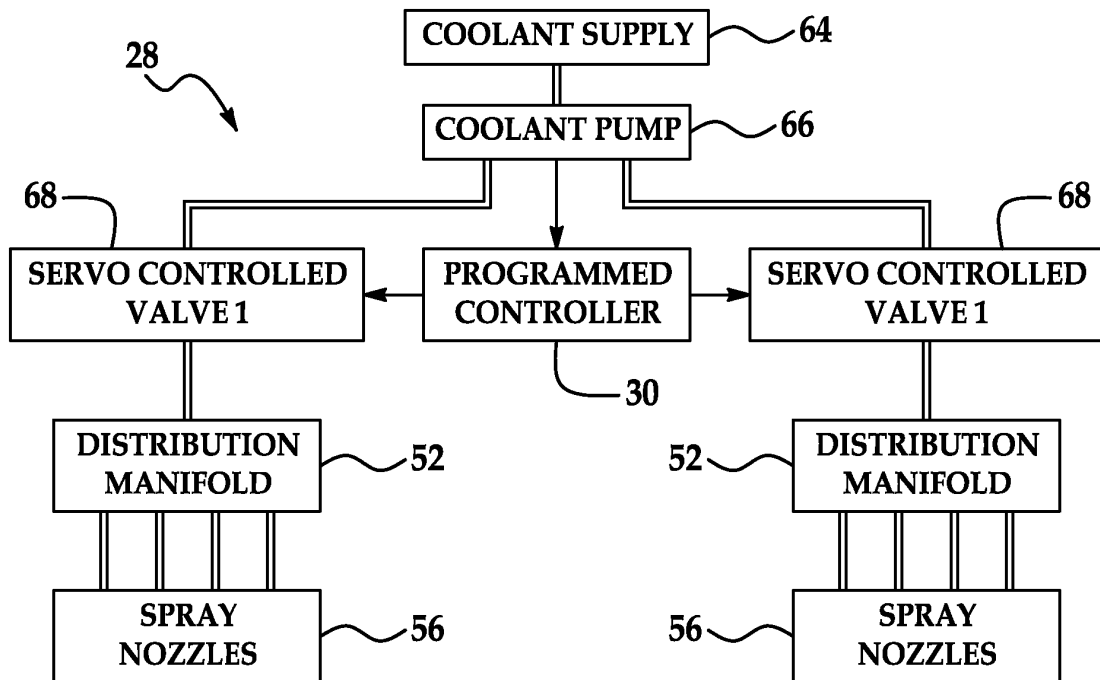 COOLANT SUPPLY
64
28
COOLANT PUMP
66
68
68
SERVO CONTROLLED
VALVE 1
PROGRAMMED
CONTROLLER
SERVO CONTROLLED
VALVE 1
30
DISTRIBUTION
MANIFOLD
52
52
DISTRIBUTION
MANIFOLD
SPRAY
NOZZLES
56
56
SPRAY
NOZZLES